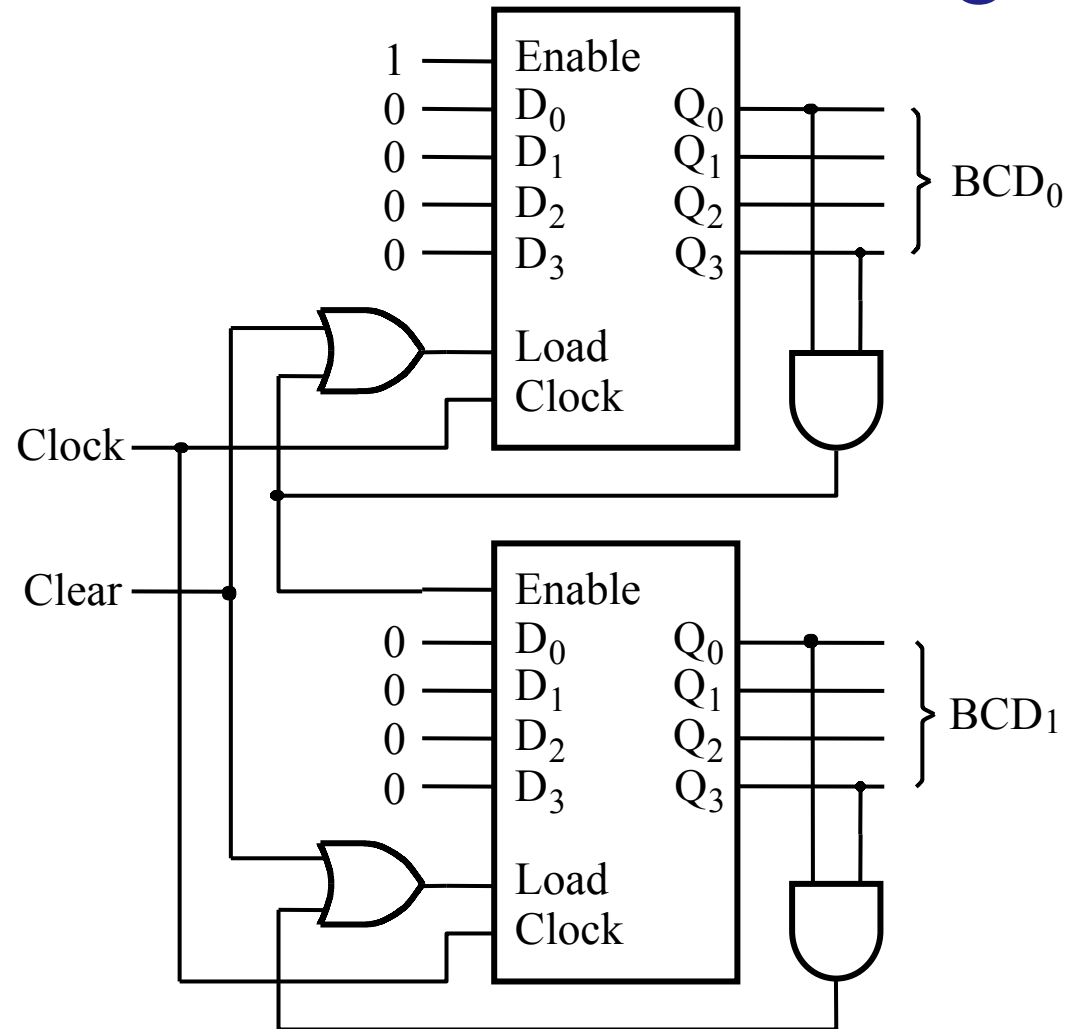 1 Enable
0 D₀ Q₀
0 D₁ Q₁
0 D₂ Q₂
0 D₃ Q₃
BCD₀
Load
Clock
Clock
Clear
Enable
0 D₀ Q₀
0 D₁ Q₁
0 D₂ Q₂
0 D₃ Q₃
BCD₁
Load
Clock